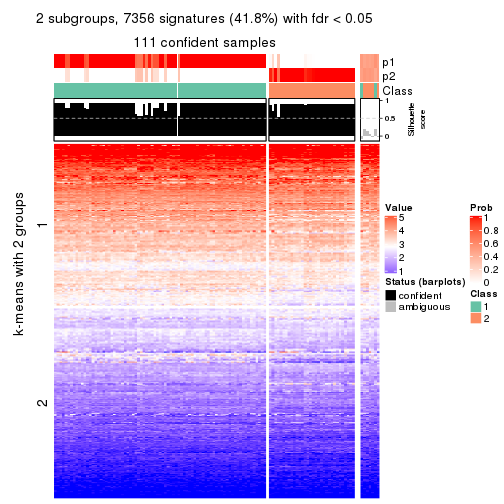 2 subgroups, 7356 signatures (41.8%) with fdr < 0.05
111 confident samples
p1
p2
Class
1
0.5
0
Silhouette
score
k-means with 2 groups
1
2
Value
5
4
3
2
1
Prob
1
0.8
0.6
0.4
0.2
0
Status (barplots)
confident
ambiguous
Class
1
2